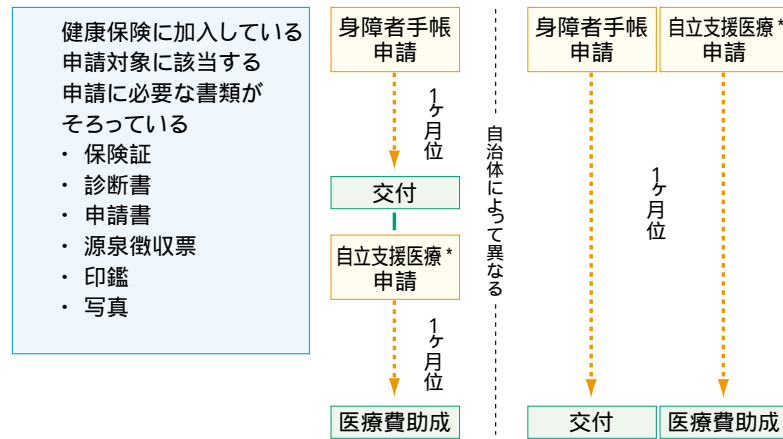 健康保険に加入している
申請対象に該当する
申請に必要な書類が
そろっている
・ 保険証
・ 診断書
・ 申請書
・ 源泉徴収票
・ 印鑑
・ 写真
身障者手帳
申請
1ヶ月位
交付
自立支援医療*
申請
1ヶ月位
医療費助成
自治体によって異なる
身障者手帳
申請
自立支援医療*
申請
1ヶ月位
交付
医療費助成